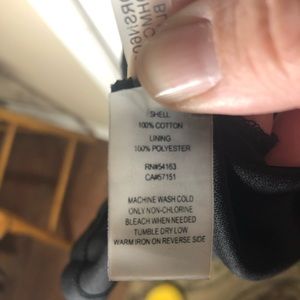 SHELL
100% COTTON
LINING
100% POLYESTER
RN#54163
CA#57151
MACHINE WASH COLD
ONLY NON-CHLORINE
BLEACH WHEN NEEDED
TUMBLE DRY LOW
WARM IRON ON REVERSE SIDE